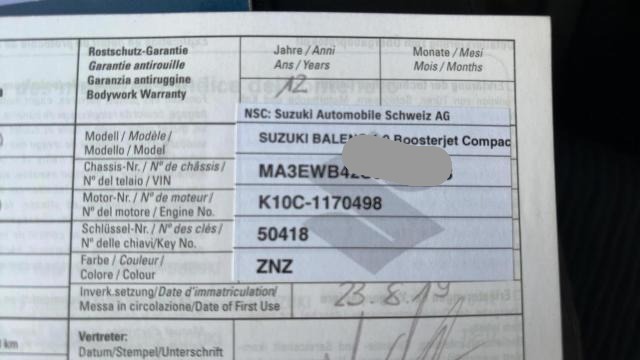 Rostschutz-Garantie
Garantie antirouille
Garanzia antiruggine
Bodywork Warranty
Jahre / Anni
Ans / Years
Monate / Mesi
Mois / Months
12
NSC: Suzuki Automobile Schweiz AG
Modell / Modèle /
Modello / Model
SUZUKI Boosterjet Compac
Chassis-Nr. / Nº de châssis /
Nº del telaio / VIN
MA3EWB42
Motor-Nr. / Nº de moteur /
Nº del motore / Engine No.
K10C-1170498
Schlüssel-Nr. / Nº des clés /
Nº delle chiavi/Key No.
50418
Farbe / Couleur /
Colore / Colour
ZNZ
Inverk.setzung/Date d'immatriculation/
Messa in circolazione/Date of First Use
23.8.19
Vertreter:
Datum/Stempel/Unterschrift
km